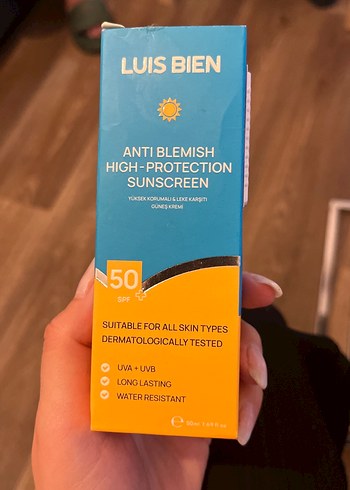 LUIS BIEN
ANTI BLEMISH
HIGH-PROTECTION
SUNSCREEN
YÜKSEK KORUMALI & LEKE KARŞITI
GÜNEŞ KREMİ
50+
SPF
SUITABLE FOR ALL SKIN TYPES
DERMATOLOGICALLY TESTED
UVA + UVB
LONG LASTING
WATER RESISTANT
50ml